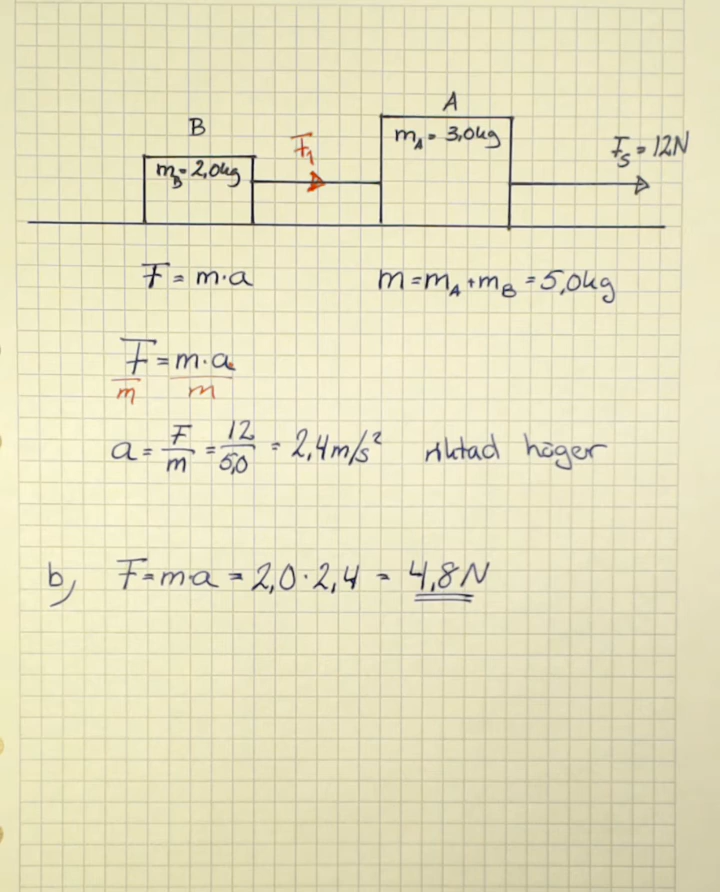 A
B
m_A = 3,0kg
F_1
F_S = 12N
m_B = 2,0kg
F = m·a
m = m_A + m_B = 5,0kg
F/m = m·a/m
a = F/m = 12/5,0 = 2,4 m/s² riktad höger
b) F = m·a = 2,0·2,4 = 4,8N